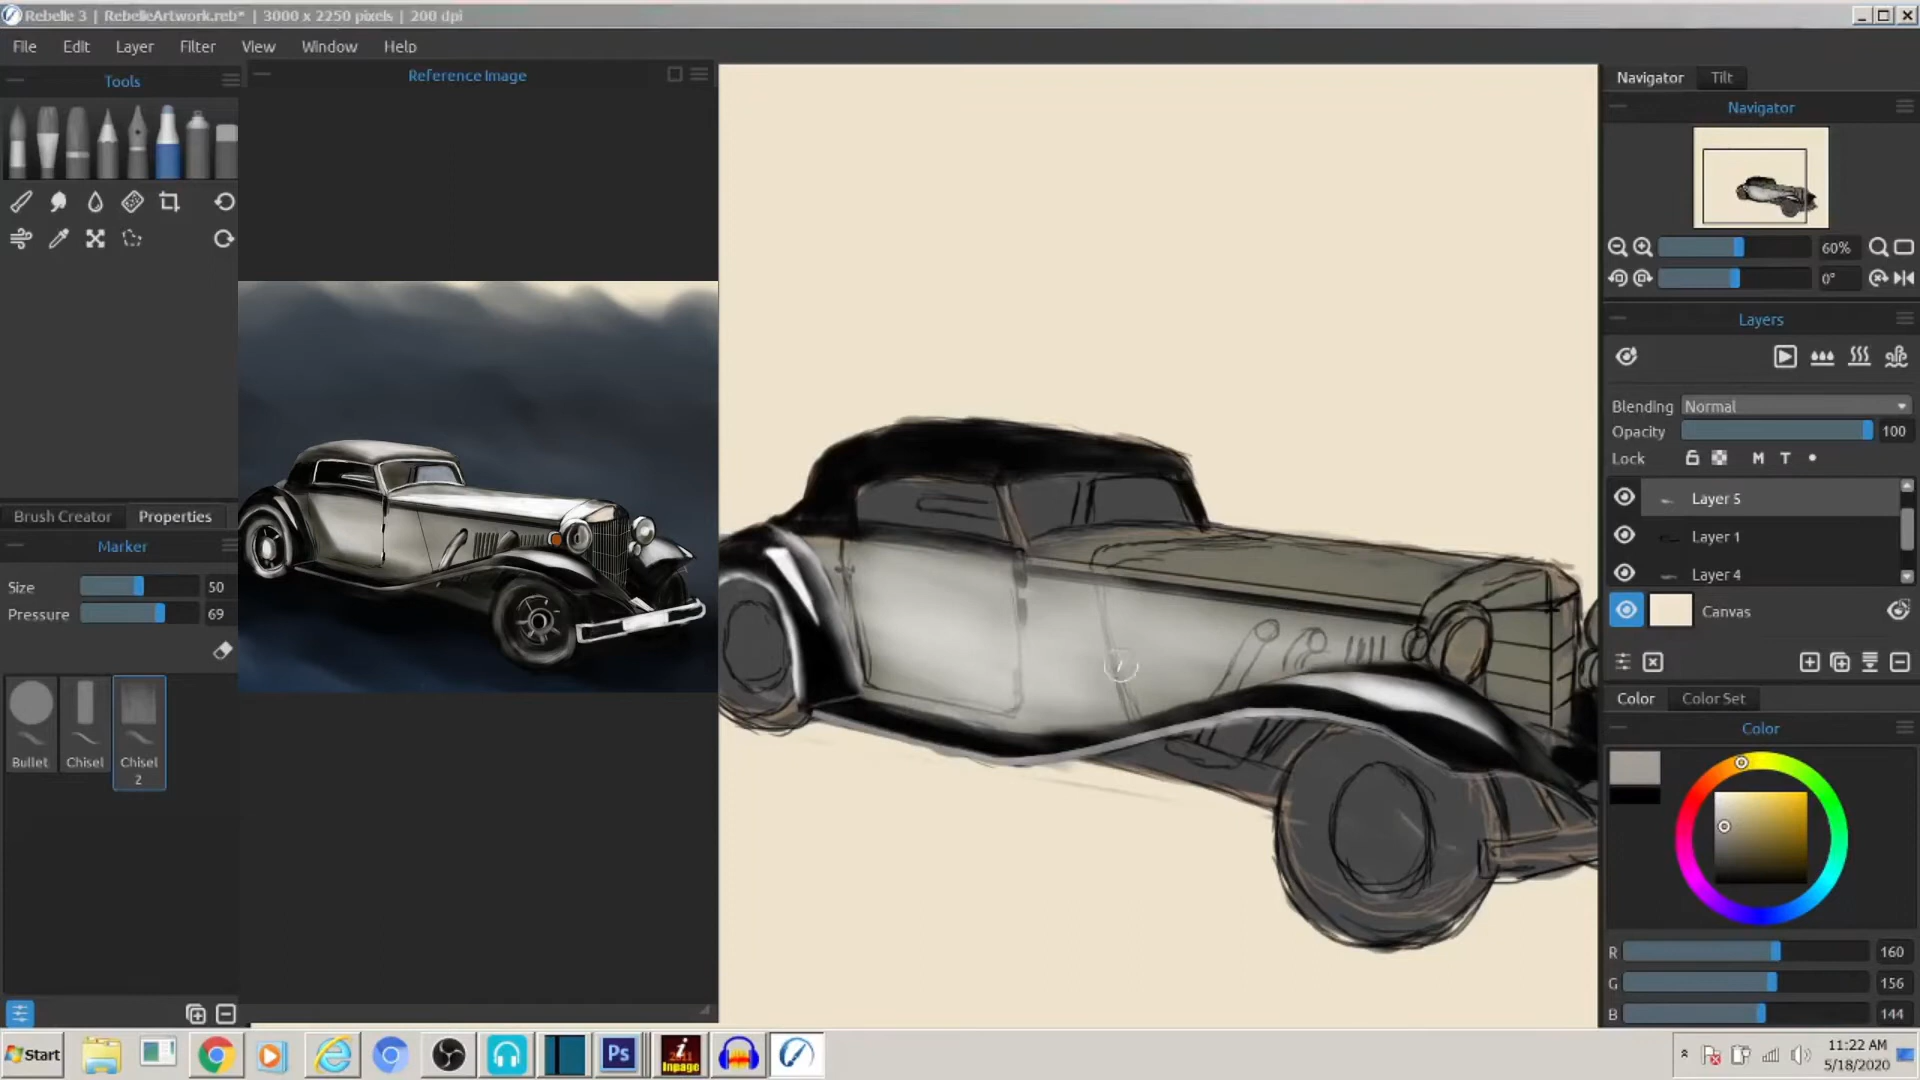 Rebelle 3 | RebelleArtwork.reb* | 3000 x 2250 pixels | 200 dpi
File Edit Layer Filter View Window Help
Tools
Reference Image
Navigator Tilt
Navigator
60%
0°
Layers
Blending Normal
Opacity 100
Lock M T
Layer 5
Layer 1
Layer 4
Canvas
Brush Creator Properties
Marker
Size 50
Pressure 69
Bullet Chisel Chisel 2
Color Color Set
Color
R 160
G 156
B 144
Start
Ps
2011
Inpage
11:22 AM
5/18/2020